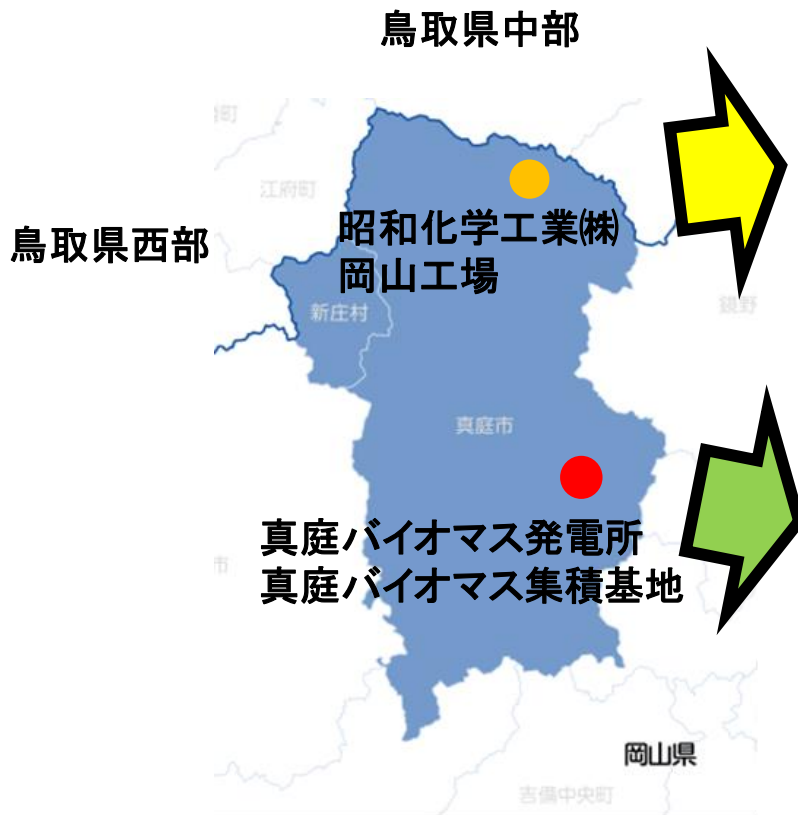 鳥取県中部
江府町
昭和化学工業㈱
岡山工場
鳥取県西部
新庄村
鏡野
真庭市
真庭バイオマス発電所
真庭バイオマス集積基地
市
岡山県
吉備中央町